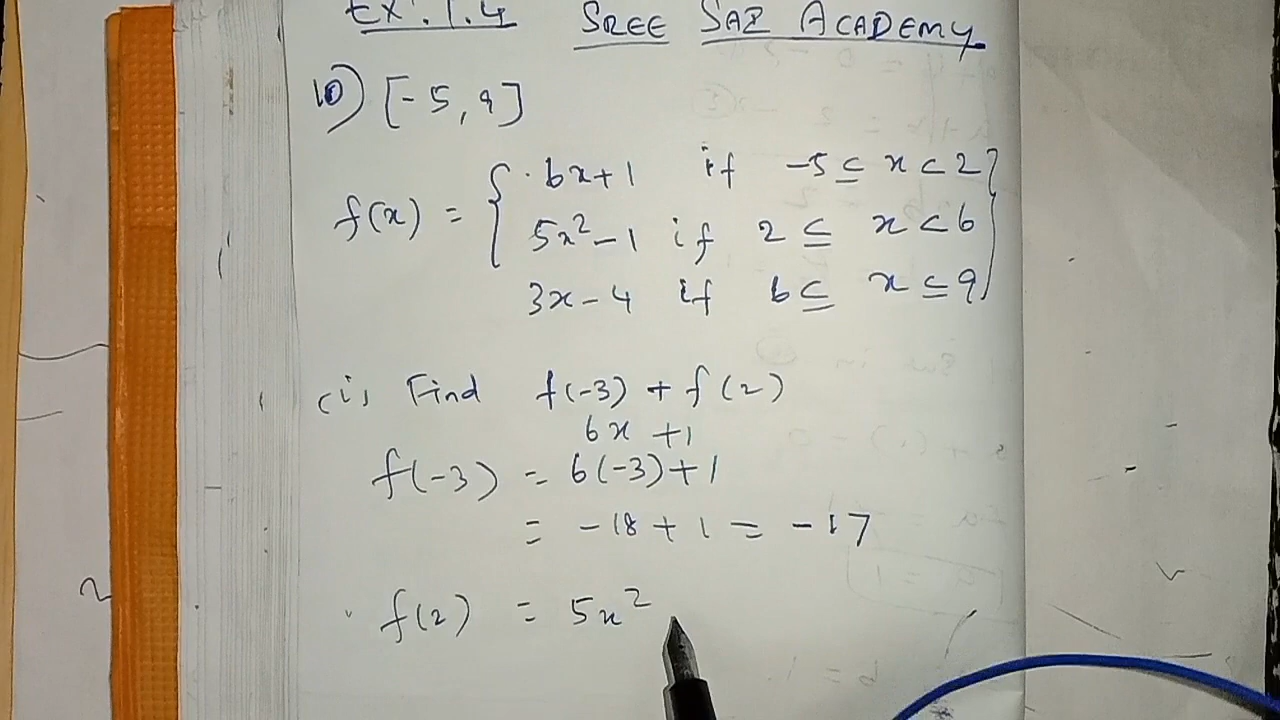 Ex: 1.4 SREE SAI ACADEMY
10) [-5, 9]
6x+1 if -5 ≤ x < 2
f(x) = { 5x²-1 if 2 ≤ x < 6 }
3x-4 if 6 ≤ x ≤ 9
(i) Find f(-3) + f(2)
6x +1
f(-3) = 6(-3)+1
= -18 + 1 = -17
f(2) = 5x²